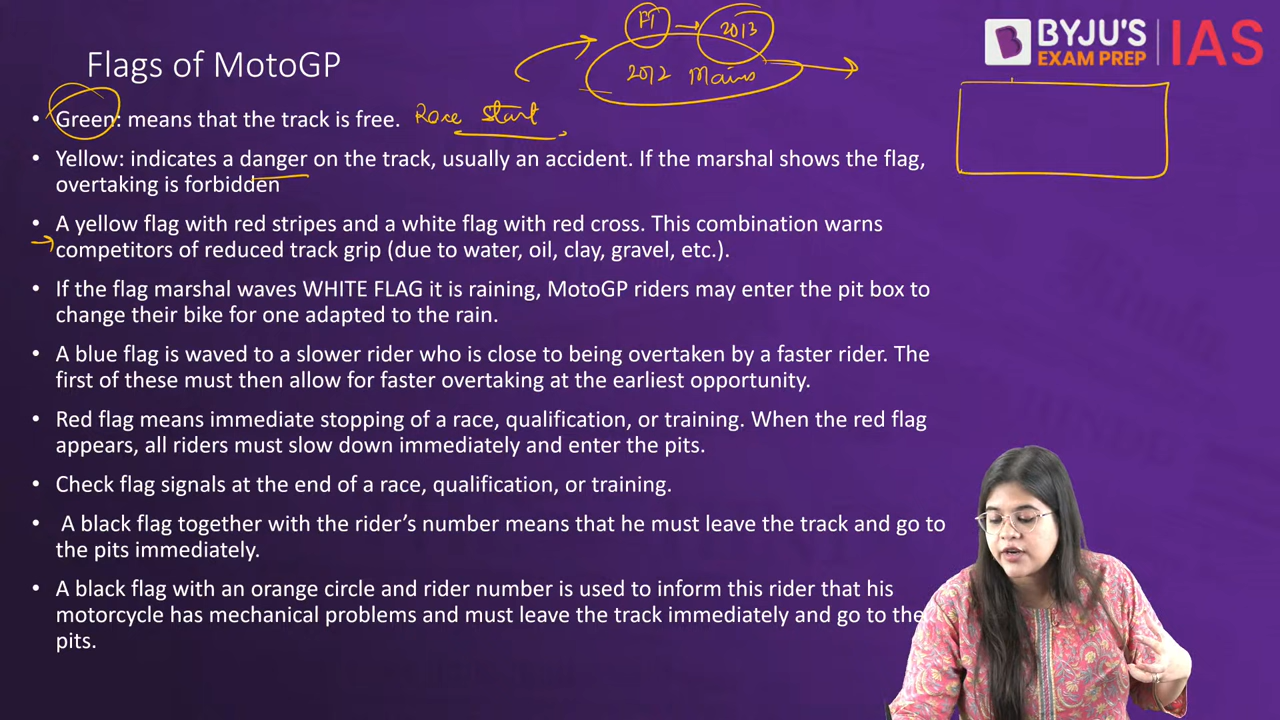 PT → 2013
2012 Mains
BYJU'S
EXAM PREP
IAS
Flags of MotoGP
• Green: means that the track is free. Race start
• Yellow: indicates a danger on the track, usually an accident. If the marshal shows the flag,
overtaking is forbidden
• A yellow flag with red stripes and a white flag with red cross. This combination warns
competitors of reduced track grip (due to water, oil, clay, gravel, etc.).
• If the flag marshal waves WHITE FLAG it is raining, MotoGP riders may enter the pit box to
change their bike for one adapted to the rain.
• A blue flag is waved to a slower rider who is close to being overtaken by a faster rider. The
first of these must then allow for faster overtaking at the earliest opportunity.
• Red flag means immediate stopping of a race, qualification, or training. When the red flag
appears, all riders must slow down immediately and enter the pits.
• Check flag signals at the end of a race, qualification, or training.
• A black flag together with the rider's number means that he must leave the track and go to
the pits immediately.
• A black flag with an orange circle and rider number is used to inform this rider that his
motorcycle has mechanical problems and must leave the track immediately and go to the
pits.